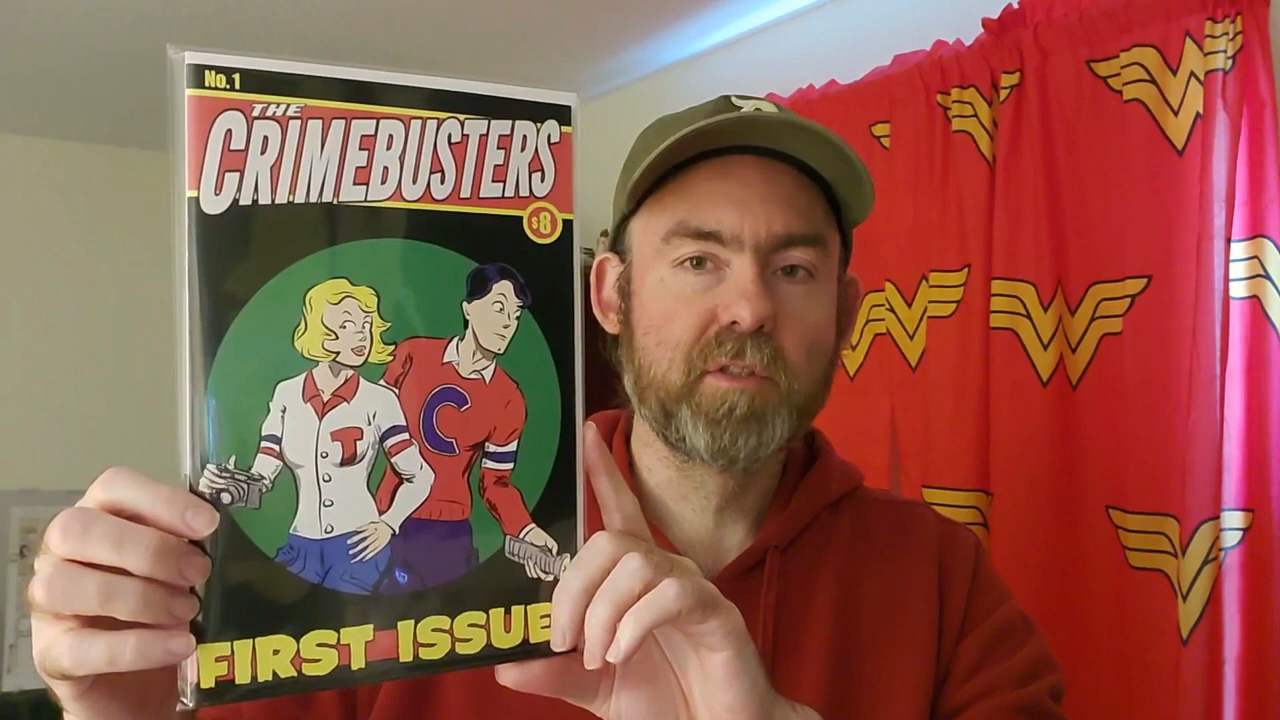 No. 1
THE
CRIMEBUSTERS
$8
T
C
FIRST ISSUE